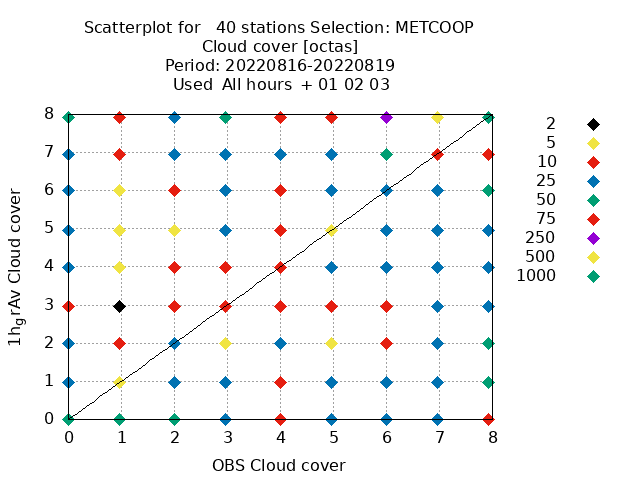 Scatterplot for 40 stations Selection: METCOOP
Cloud cover [octas]
Period: 20220816-20220819
Used All hours + 01 02 03
8
7
6
5
4
3
2
1
0
1hgrAv Cloud cover
0 1 2 3 4 5 6 7 8
OBS Cloud cover
2
5
10
25
50
75
250
500
1000